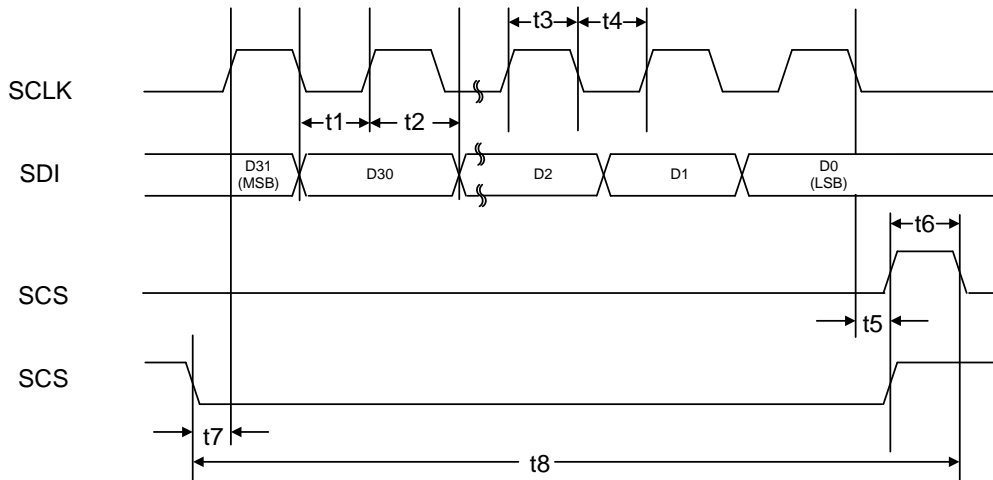 t3 t4
SCLK
t1 t2
SDI D31 (MSB) D30 D2 D1 D0 (LSB)
t6
SCS
t5
SCS
t7
t8